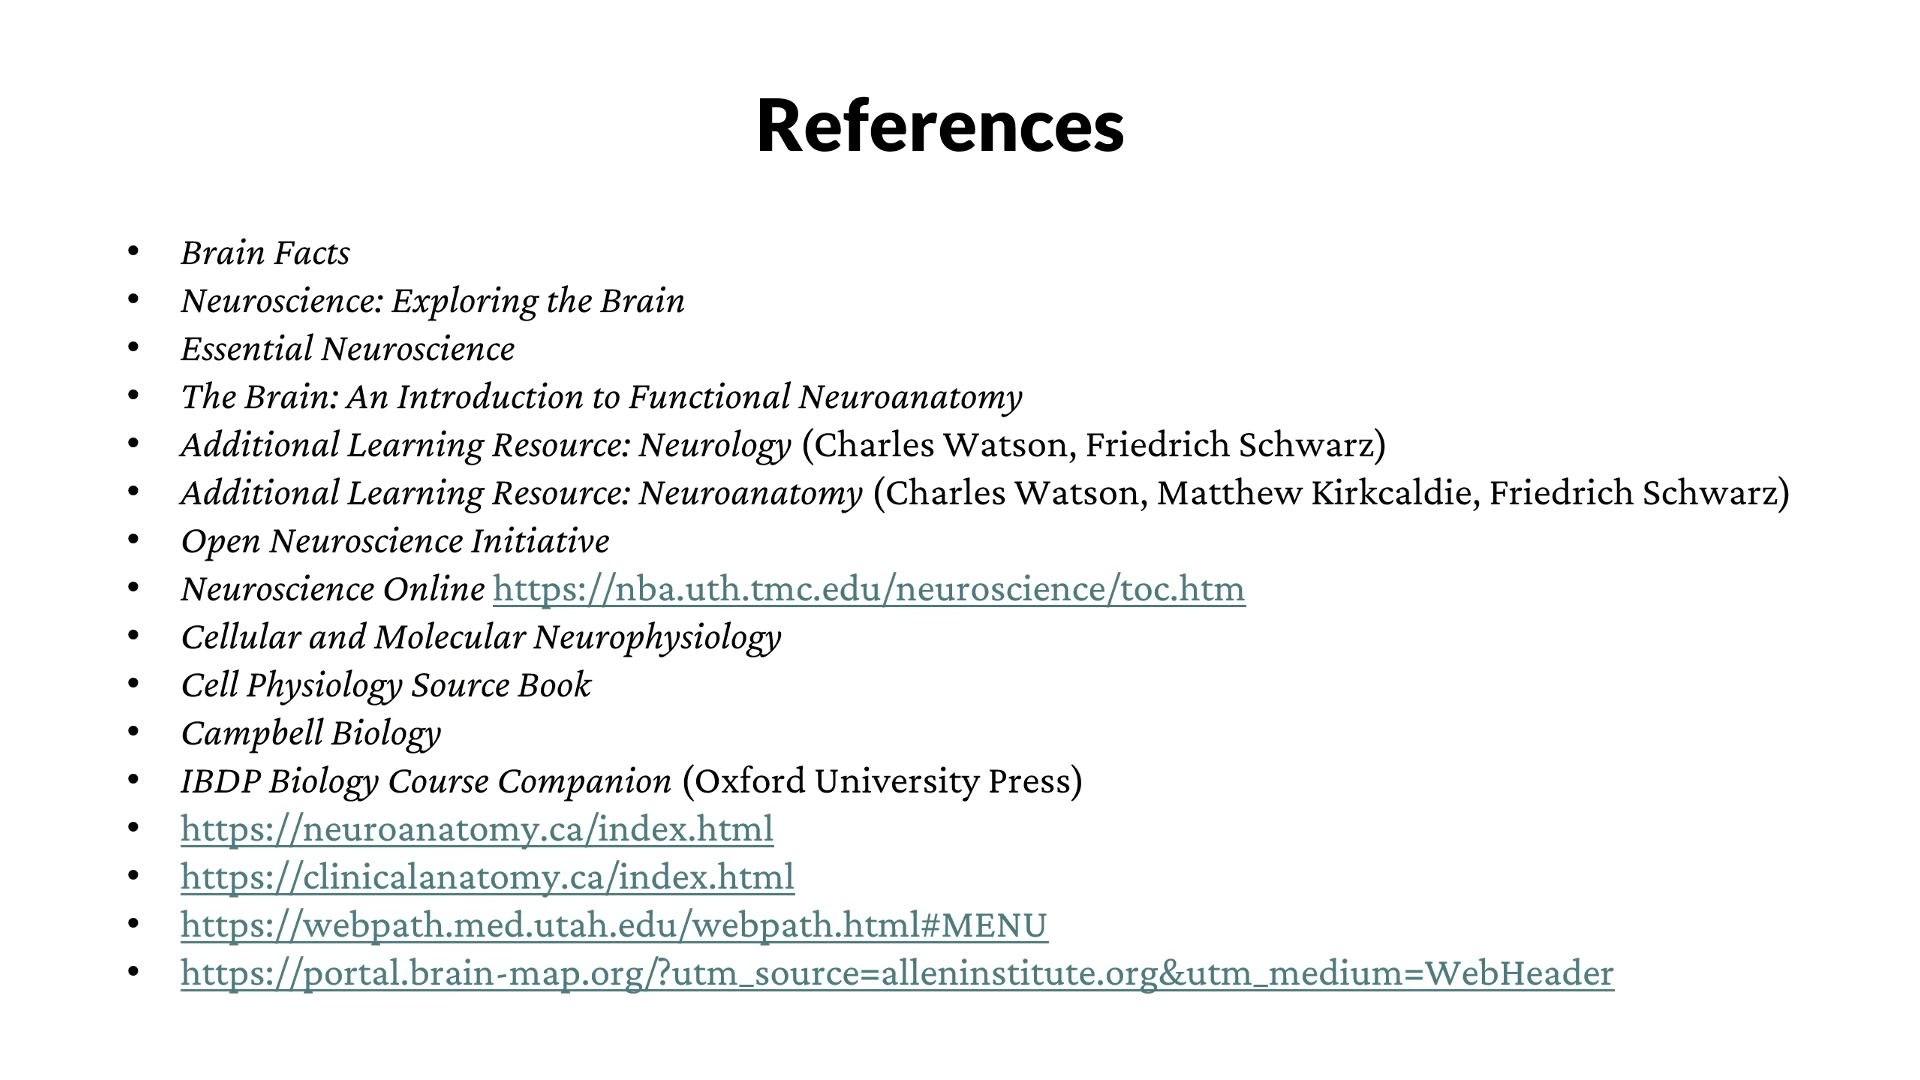 References
• Brain Facts
• Neuroscience: Exploring the Brain
• Essential Neuroscience
• The Brain: An Introduction to Functional Neuroanatomy
• Additional Learning Resource: Neurology (Charles Watson, Friedrich Schwarz)
• Additional Learning Resource: Neuroanatomy (Charles Watson, Matthew Kirkcaldie, Friedrich Schwarz)
• Open Neuroscience Initiative
• Neuroscience Online https://nba.uth.tmc.edu/neuroscience/toc.htm
• Cellular and Molecular Neurophysiology
• Cell Physiology Source Book
• Campbell Biology
• IBDP Biology Course Companion (Oxford University Press)
• https://neuroanatomy.ca/index.html
• https://clinicalanatomy.ca/index.html
• https://webpath.med.utah.edu/webpath.html#MENU
• https://portal.brain-map.org/?utm_source=alleninstitute.org&utm_medium=WebHeader